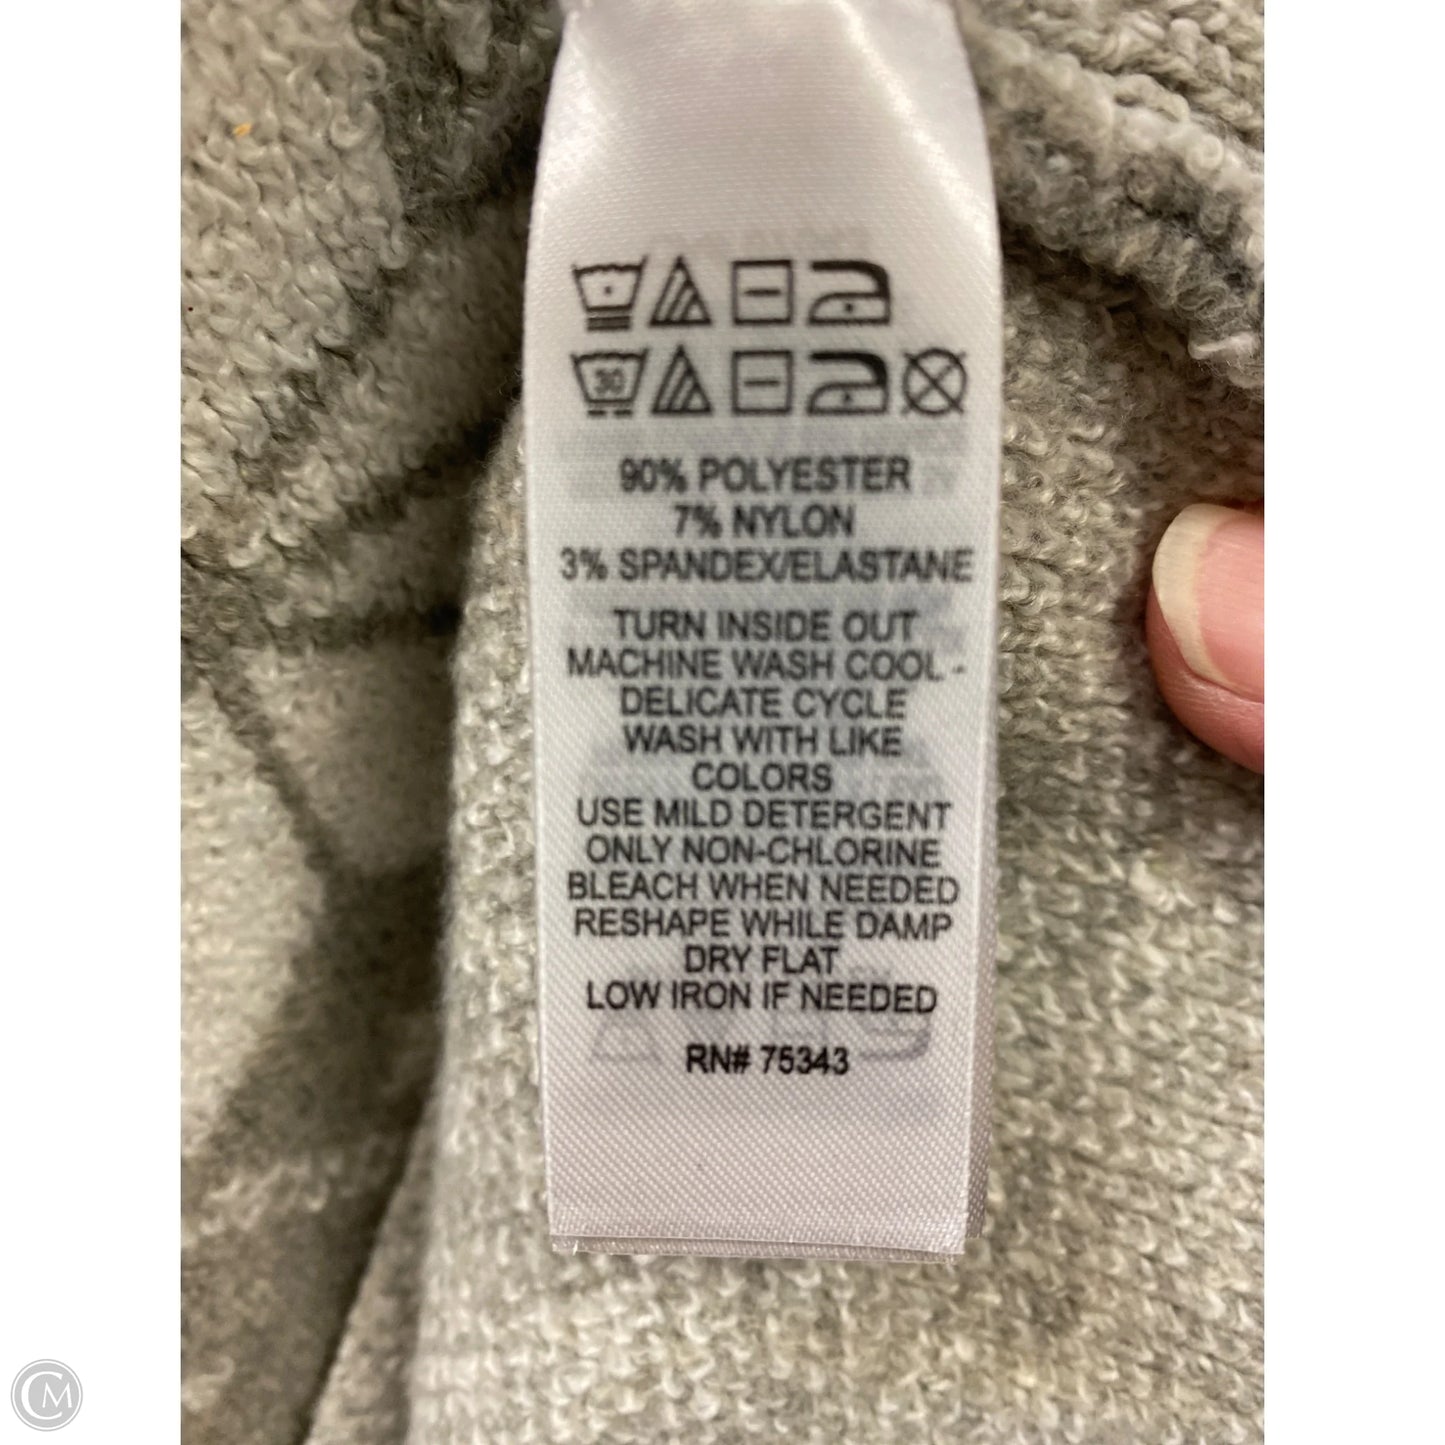 30
90% POLYESTER
7% NYLON
3% SPANDEX/ELASTANE
TURN INSIDE OUT
MACHINE WASH COOL -
DELICATE CYCLE
WASH WITH LIKE
COLORS
USE MILD DETERGENT
ONLY NON-CHLORINE
BLEACH WHEN NEEDED
RESHAPE WHILE DAMP
DRY FLAT
LOW IRON IF NEEDED
RN# 75343
CM